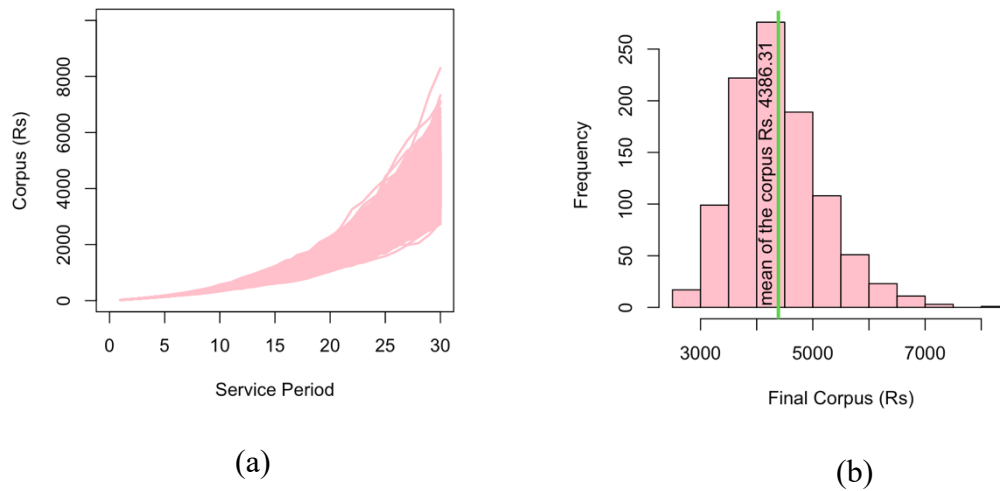 Corpus (Rs)
8000
6000
4000
2000
0
0 5 10 15 20 25 30
Service Period
(a)
Frequency
250
200
150
100
50
0
mean of the corpus Rs. 4386.31
3000 5000 7000
Final Corpus (Rs)
(b)